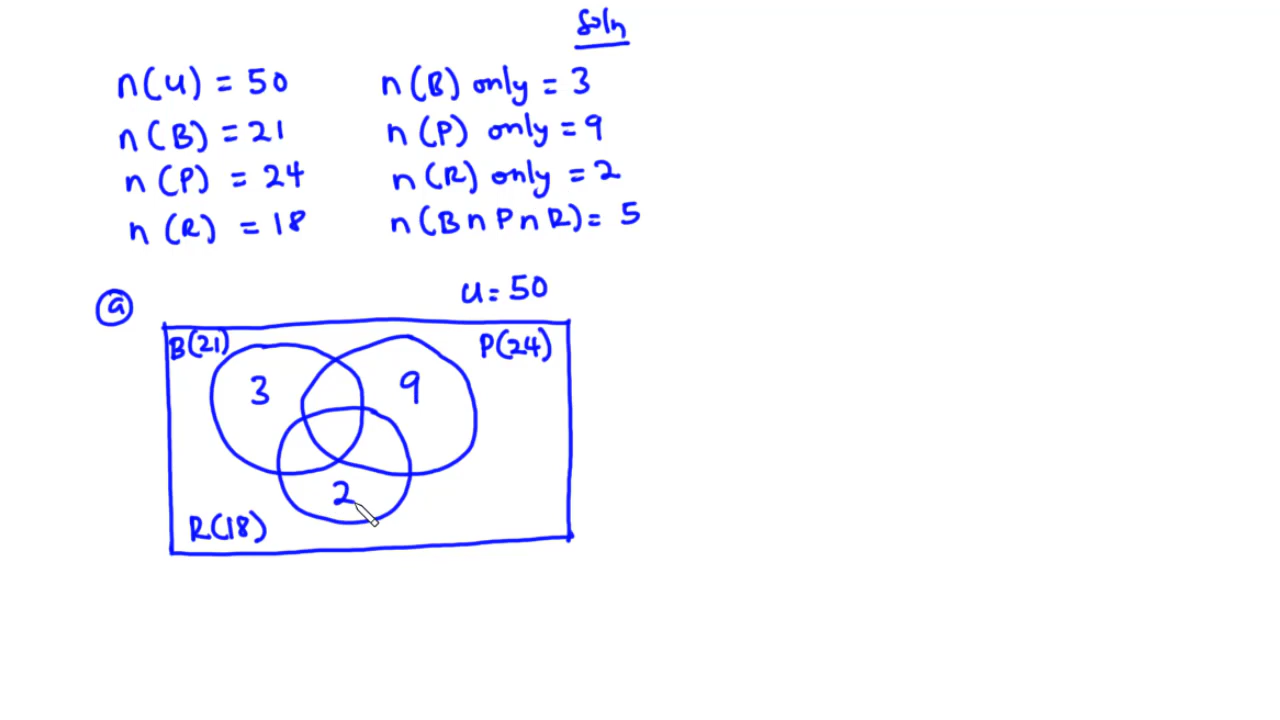 Soln
n(U) = 50
n(B) = 21
n(P) = 24
n(R) = 18
n(B) only = 3
n(P) only = 9
n(R) only = 2
n(B n P n R) = 5
a
U = 50
B(21)
P(24)
3
9
2
R(18)